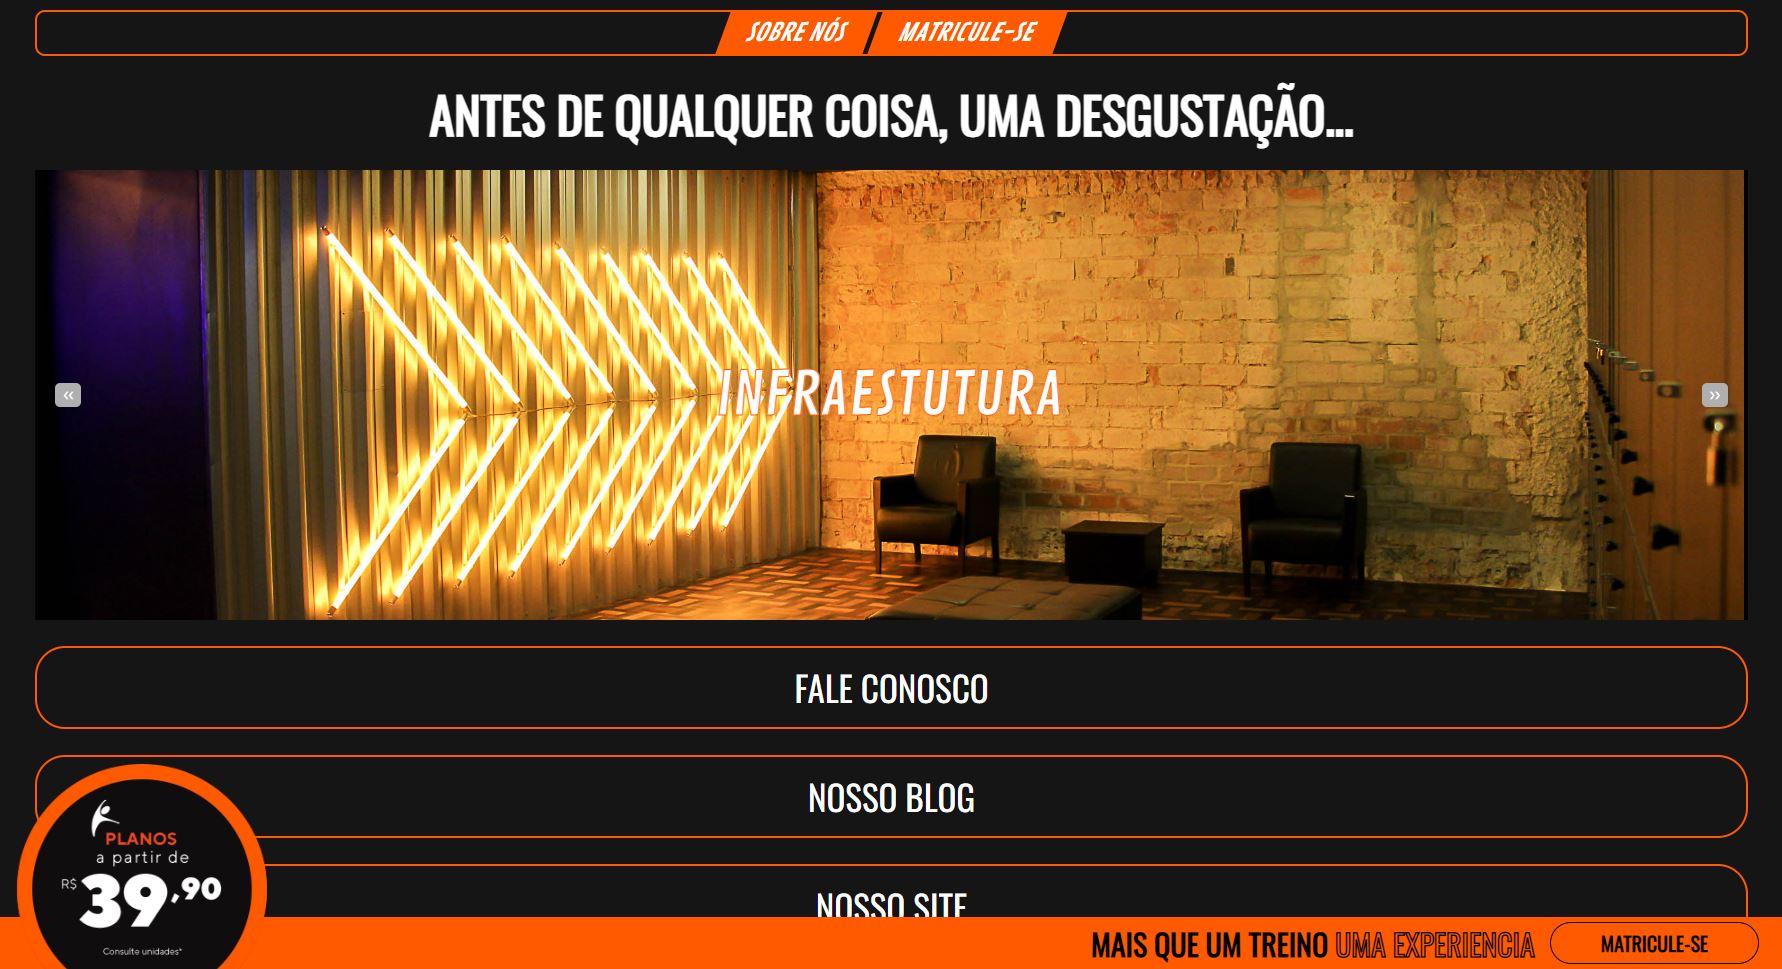 SOBRE NÓS MATRICULE-SE
ANTES DE QUALQUER COISA, UMA DESGUSTAÇÃO...
« INFRAESTUTURA »
FALE CONOSCO
NOSSO BLOG
NOSSO SITE
PLANOS
a partir de
R$ 39,90
Consulte unidades*
MAIS QUE UM TREINO UMA EXPERIENCIA MATRICULE-SE